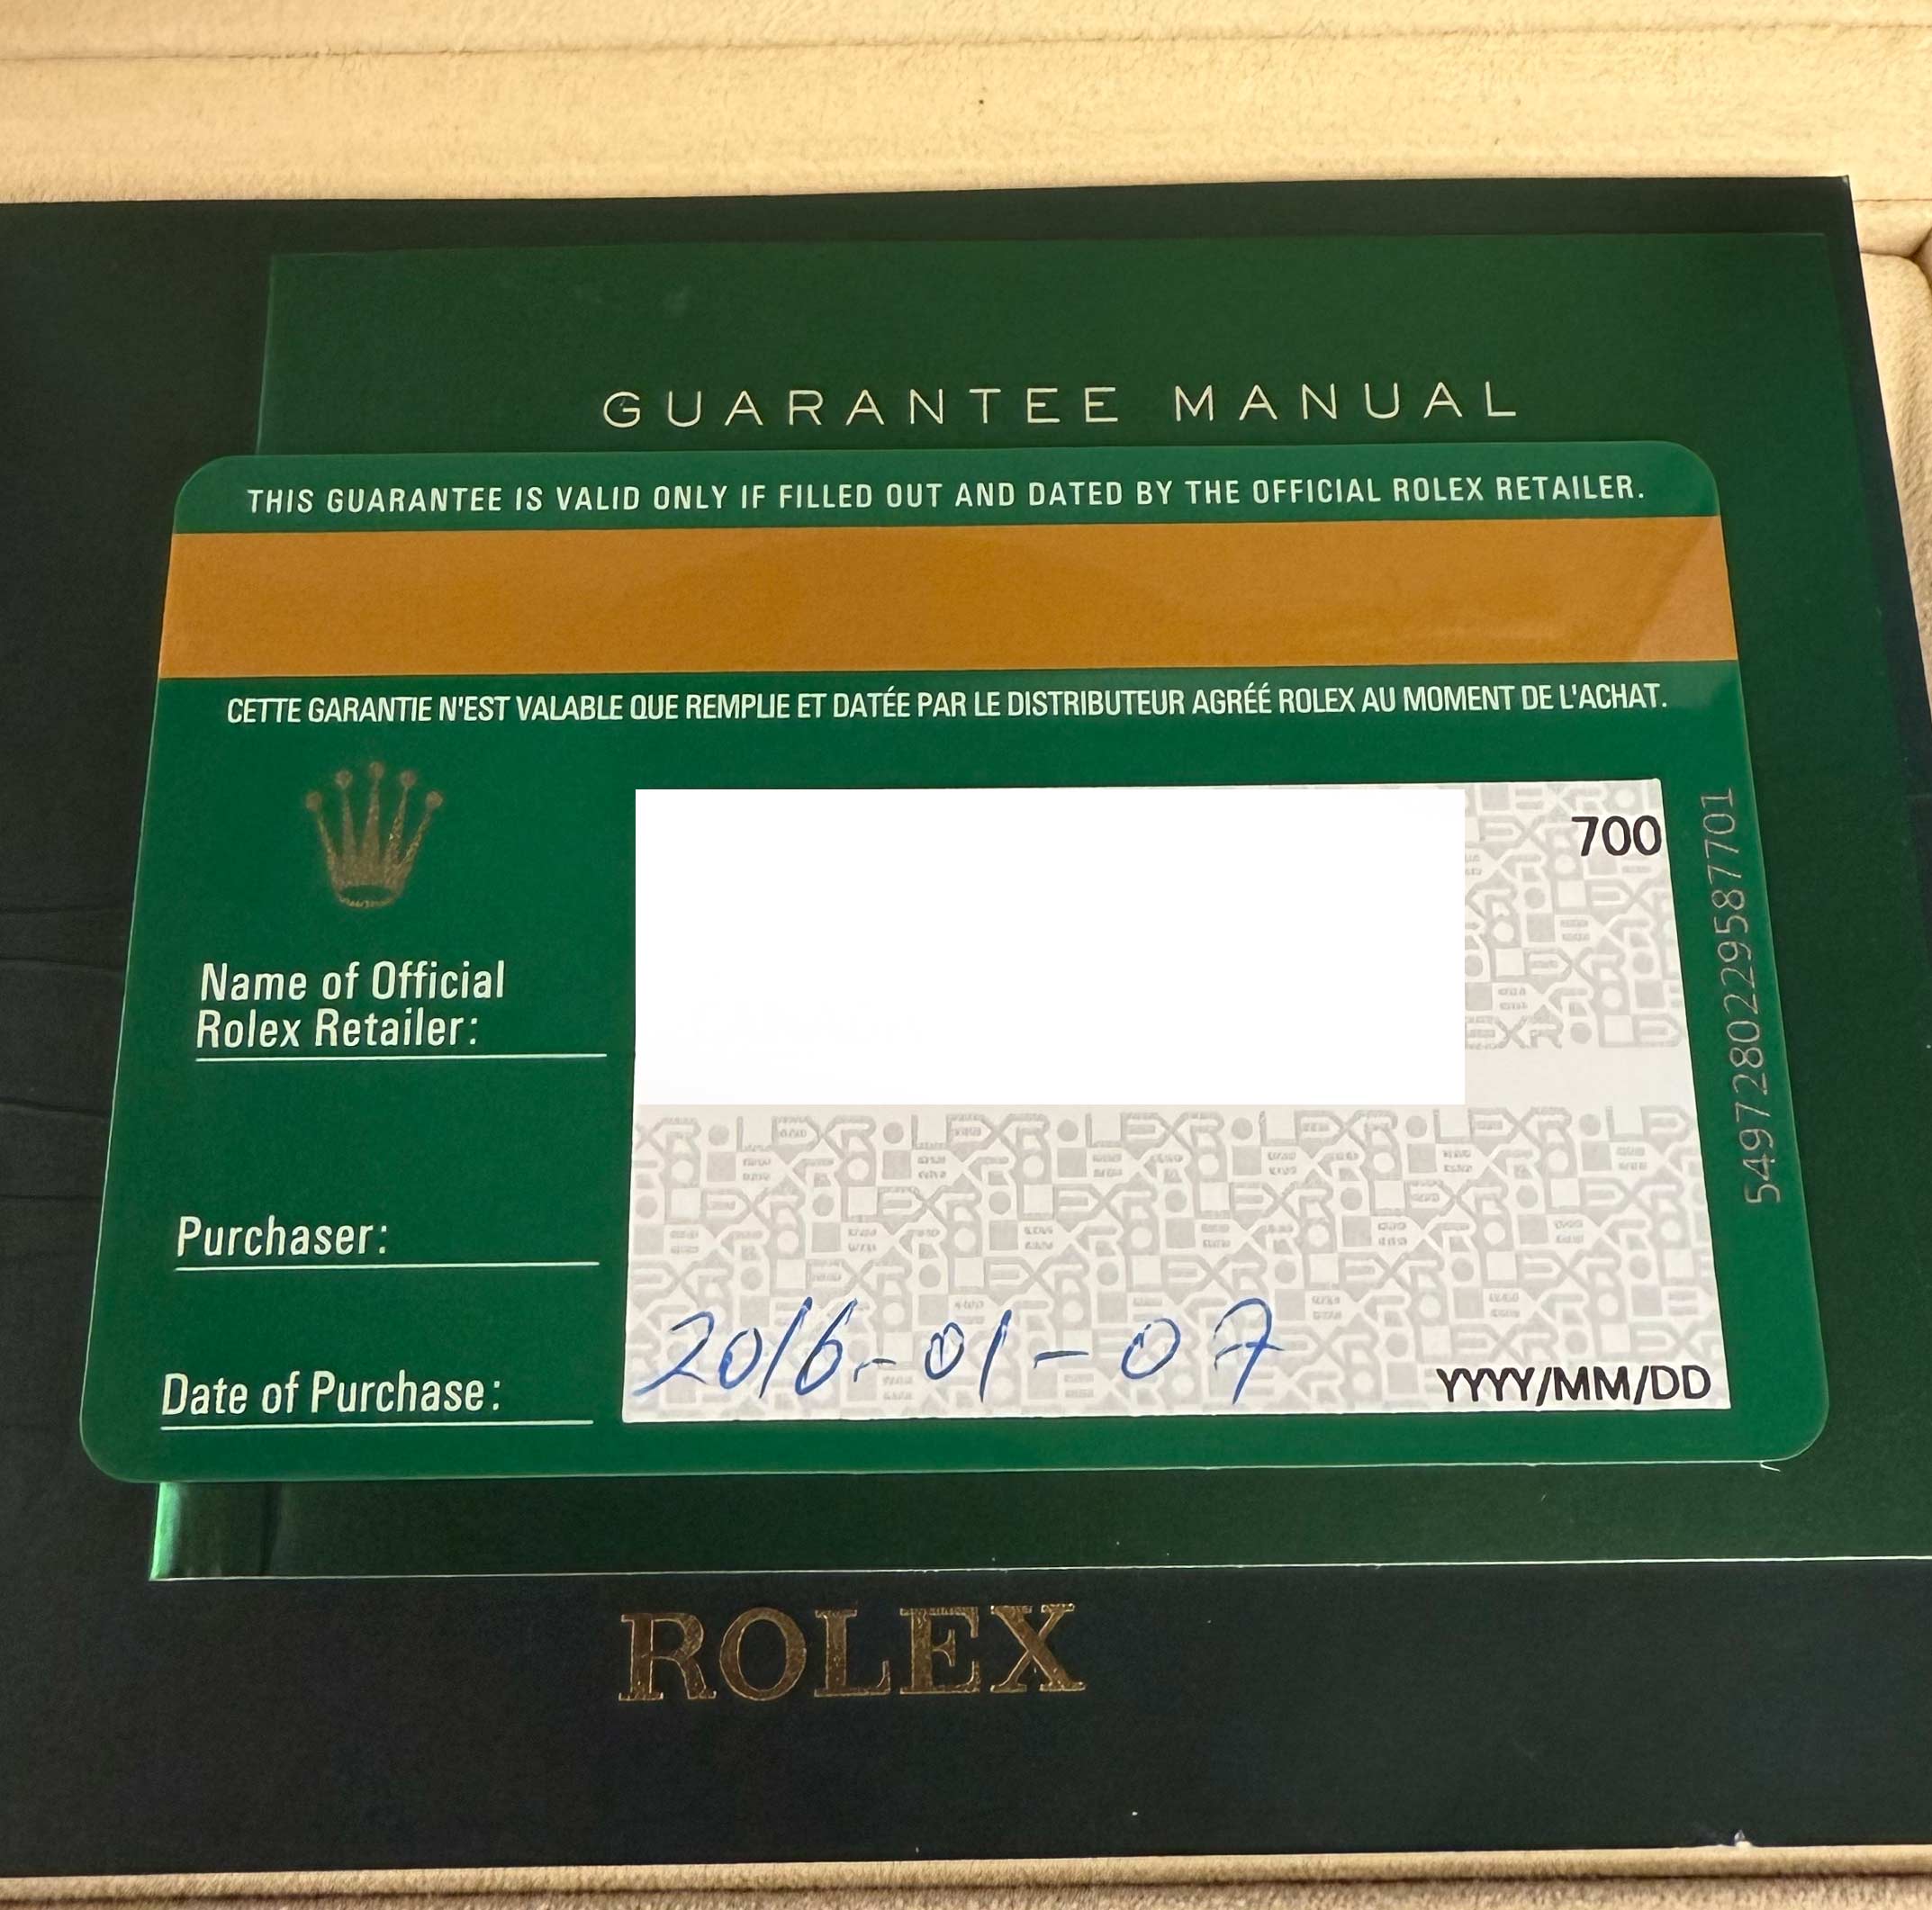 GUARANTEE MANUAL
THIS GUARANTEE IS VALID ONLY IF FILLED OUT AND DATED BY THE OFFICIAL ROLEX RETAILER.
CETTE GARANTIE N'EST VALABLE QUE REMPLIE ET DATÉE PAR LE DISTRIBUTEUR AGRÉÉ ROLEX AU MOMENT DE L'ACHAT.
700
5497280229587701
Name of Official
Rolex Retailer:
Purchaser:
Date of Purchase:
2016-01-07
YYYY/MM/DD
ROLEX